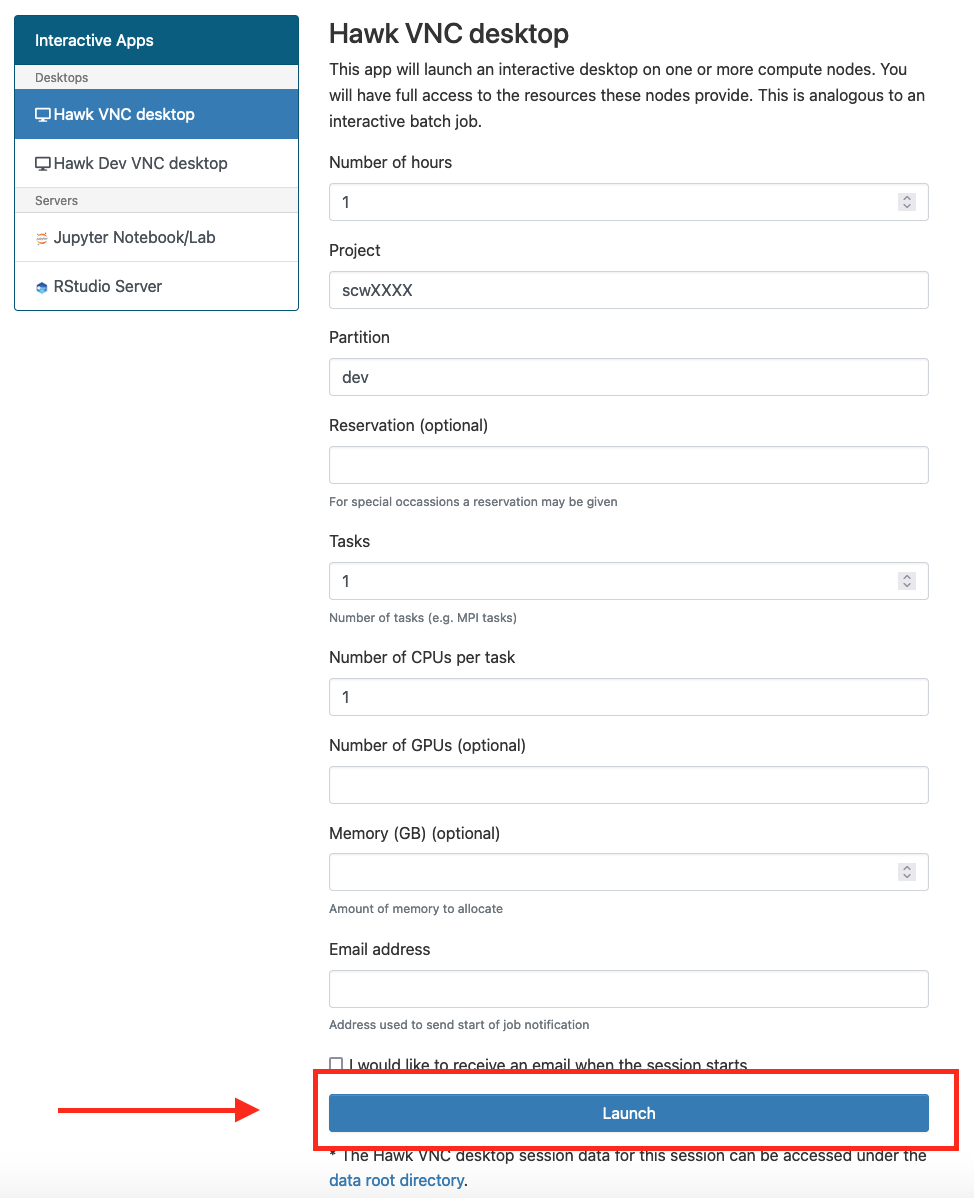 Interactive Apps
Desktops
Hawk VNC desktop
Hawk Dev VNC desktop
Servers
Jupyter Notebook/Lab
RStudio Server
Hawk VNC desktop
This app will launch an interactive desktop on one or more compute nodes. You
will have full access to the resources these nodes provide. This is analogous to an
interactive batch job.
Number of hours
1
Project
scwXXXX
Partition
dev
Reservation (optional)
For special occassions a reservation may be given
Tasks
1
Number of tasks (e.g. MPI tasks)
Number of CPUs per task
1
Number of GPUs (optional)
Memory (GB) (optional)
Amount of memory to allocate
Email address
Address used to send start of job notification
I would like to receive an email when the session starts
Launch
* The Hawk VNC desktop session data for this session can be accessed under the
data root directory.